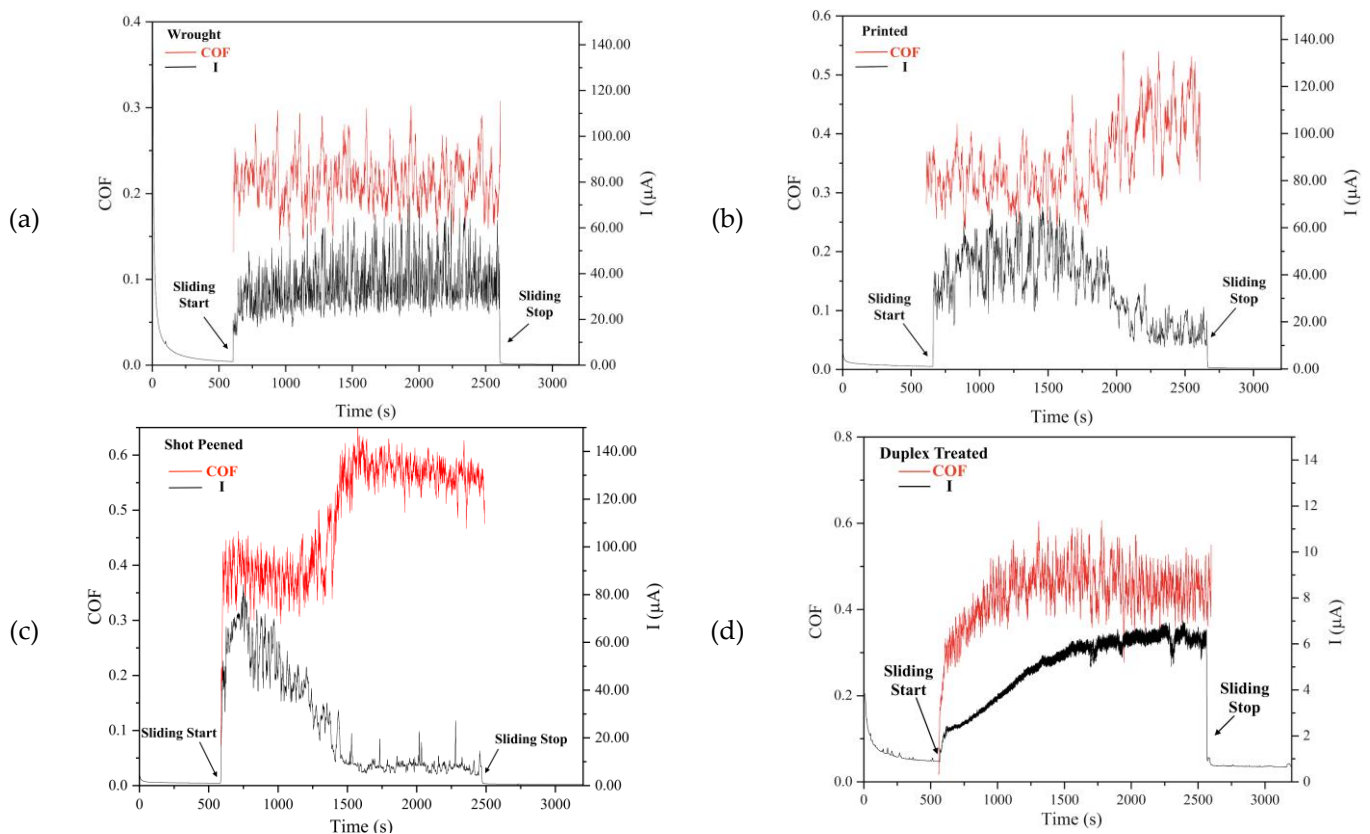 (a)
Wrought
COF
I
0.4
0.3
0.2
0.1
0.0
COF
140.00
120.00
100.00
80.00
60.00
40.00
20.00
0.00
I (μA)
Sliding
Start
Sliding
Stop
0 500 1000 1500 2000 2500 3000
Time (s)
(b)
Printed
COF
I
0.6
0.5
0.4
0.3
0.2
0.1
0.0
COF
140.00
120.00
100.00
80.00
60.00
40.00
20.00
0.00
I (μA)
Sliding
Start
Sliding
Stop
0 500 1000 1500 2000 2500 3000
Time (s)
(c)
Shot Peened
COF
I
0.6
0.5
0.4
0.3
0.2
0.1
0.0
COF
140.00
130.00
100.00
80.00
60.00
40.00
20.00
0.00
I (μA)
Sliding Start
Sliding Stop
0 500 1000 1500 2000 2500 3000
Time (s)
(d)
Duplex Treated
COF
I
0.8
0.6
0.4
0.2
0.0
COF
14
12
10
8
6
4
2
0
I (μA)
Sliding
Start
Sliding
Stop
0 500 1000 1500 2000 2500 3000
Time (s)